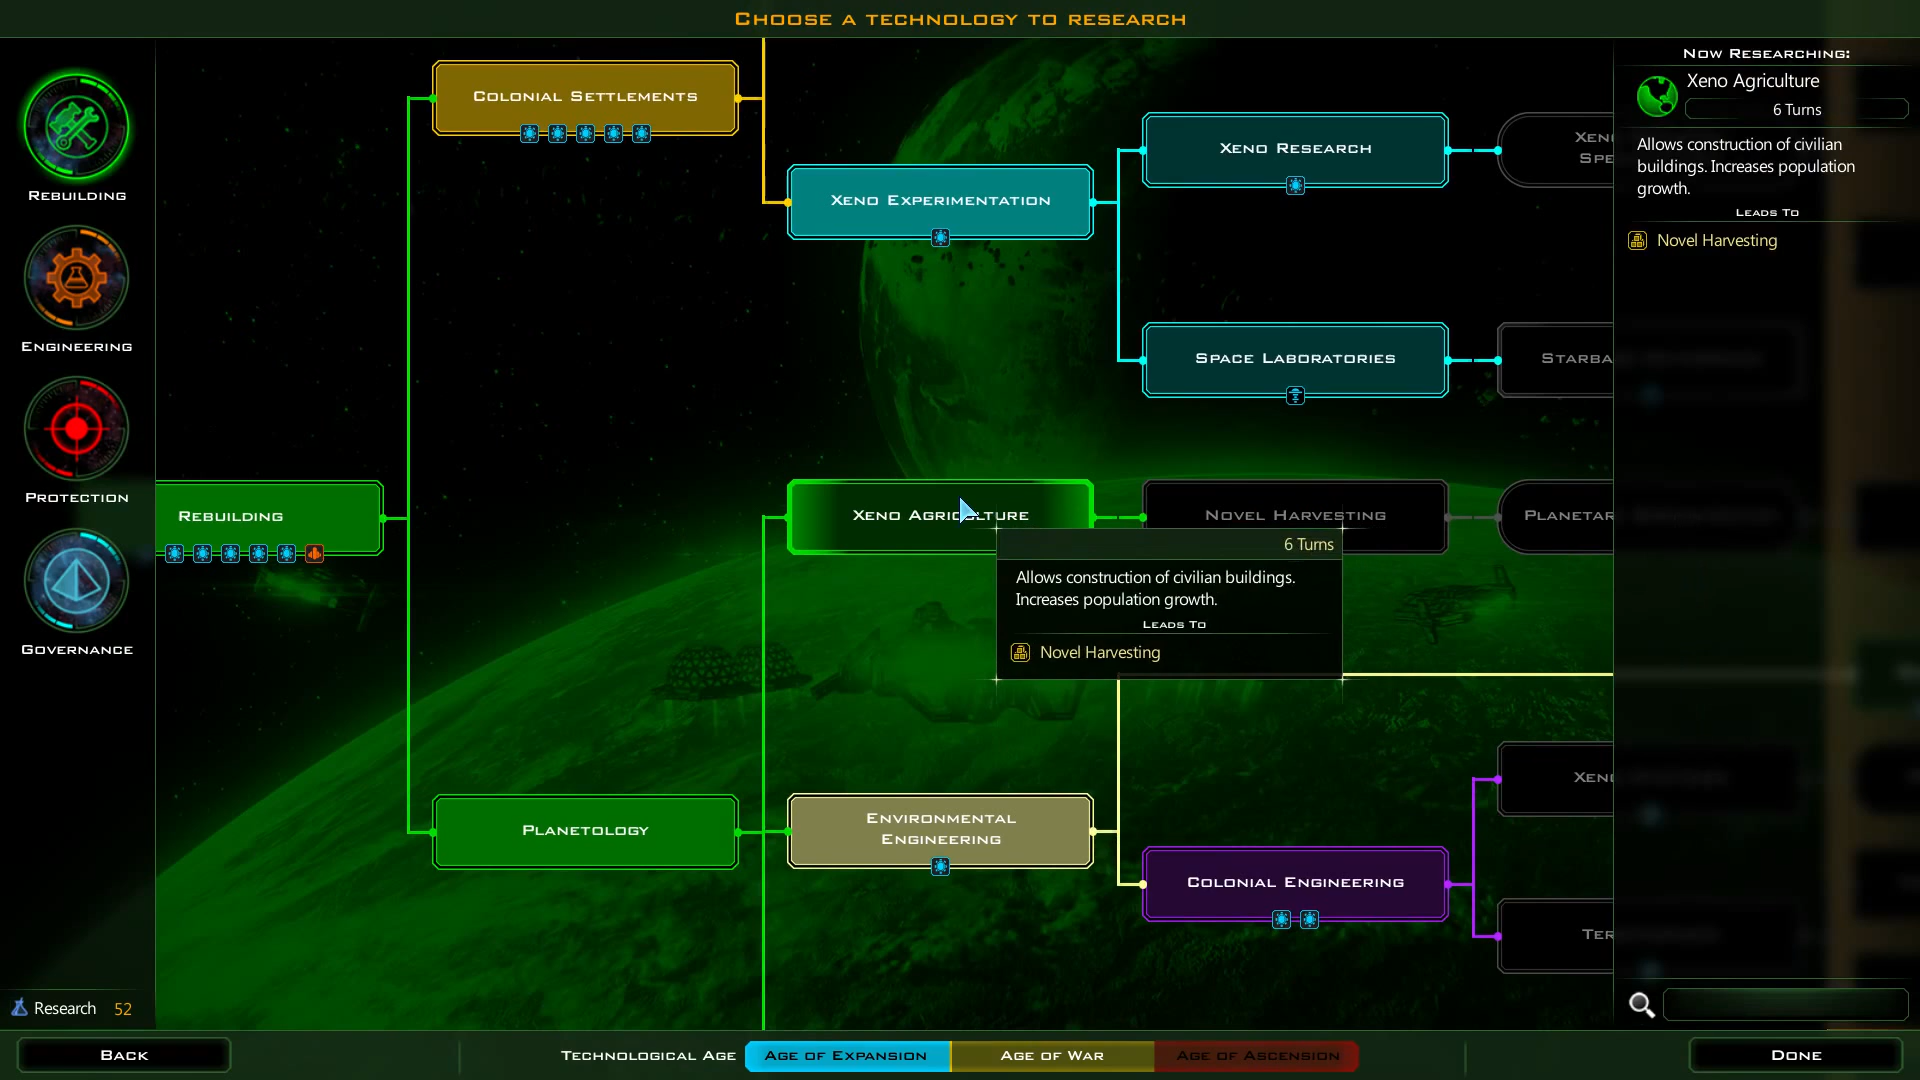 Choose a technology to research
Rebuilding
Engineering
Protection
Governance
Research 52
Colonial Settlements
Xeno Experimentation
Xeno Research
Space Laboratories
Rebuilding
Xeno Agriculture
Novel Harvesting
6 Turns
Allows construction of civilian buildings.
Increases population growth.
Leads To
Novel Harvesting
Planetology
Environmental
Engineering
Colonial Engineering
Now Researching:
Xeno Agriculture
6 Turns
Allows construction of civilian
buildings. Increases population
growth.
Leads To
Novel Harvesting
Back
Technological Age
Age of Expansion
Age of War
Age of Ascension
Done